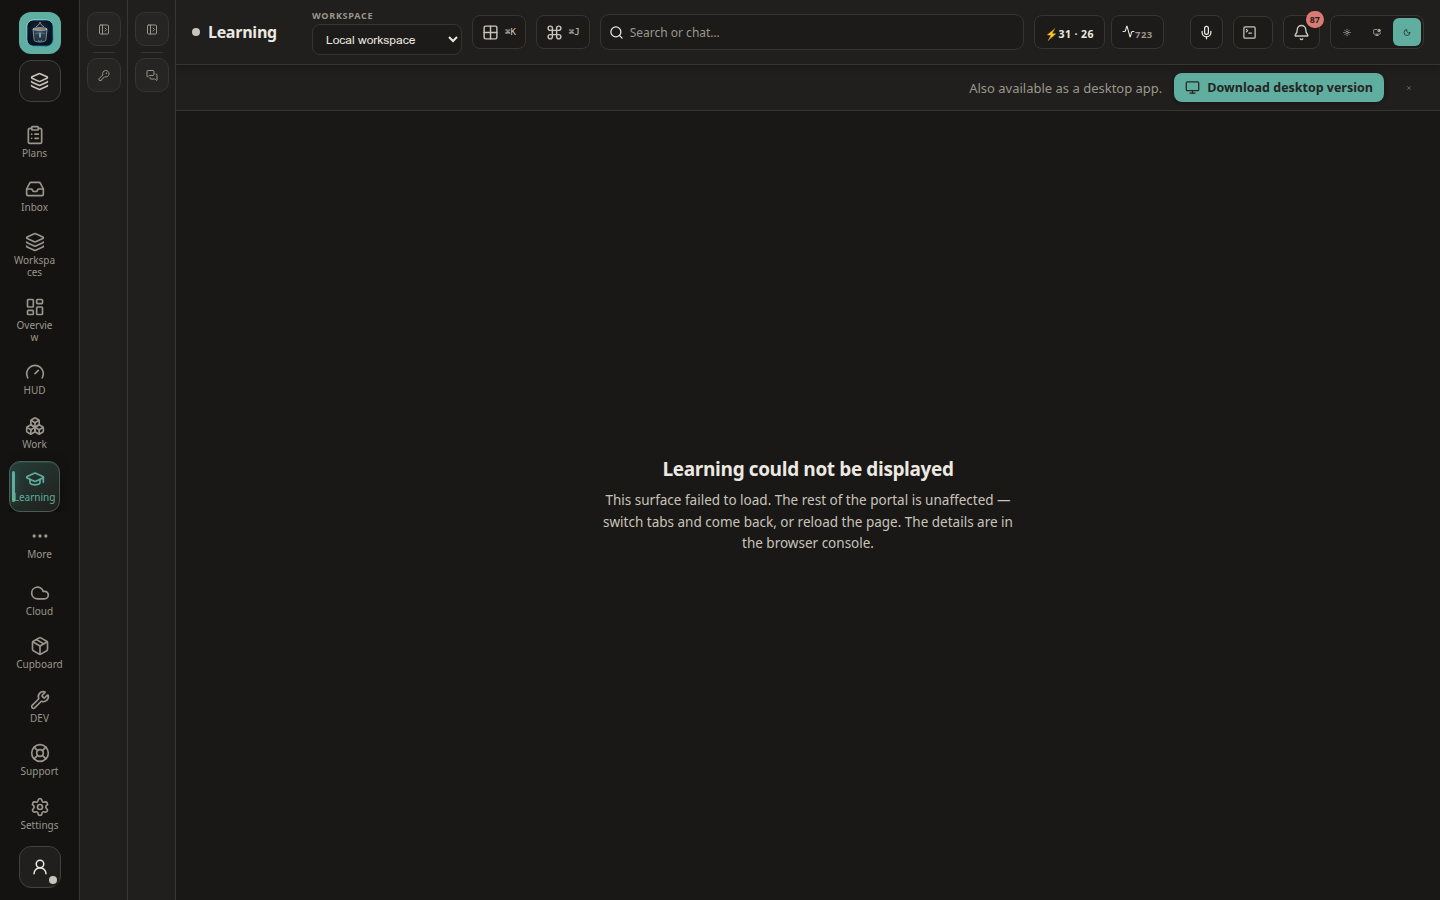 Learning
WORKSPACE
Local workspace
⌘K
⌘J
Search or chat...
⚡31 · 26
723
87
Also available as a desktop app.
Download desktop version
×
Plans
Inbox
Workspa
ces
Overvie
w
HUD
Work
Learning
More
Cloud
Cupboard
DEV
Support
Settings
Learning could not be displayed
This surface failed to load. The rest of the portal is unaffected —
switch tabs and come back, or reload the page. The details are in
the browser console.